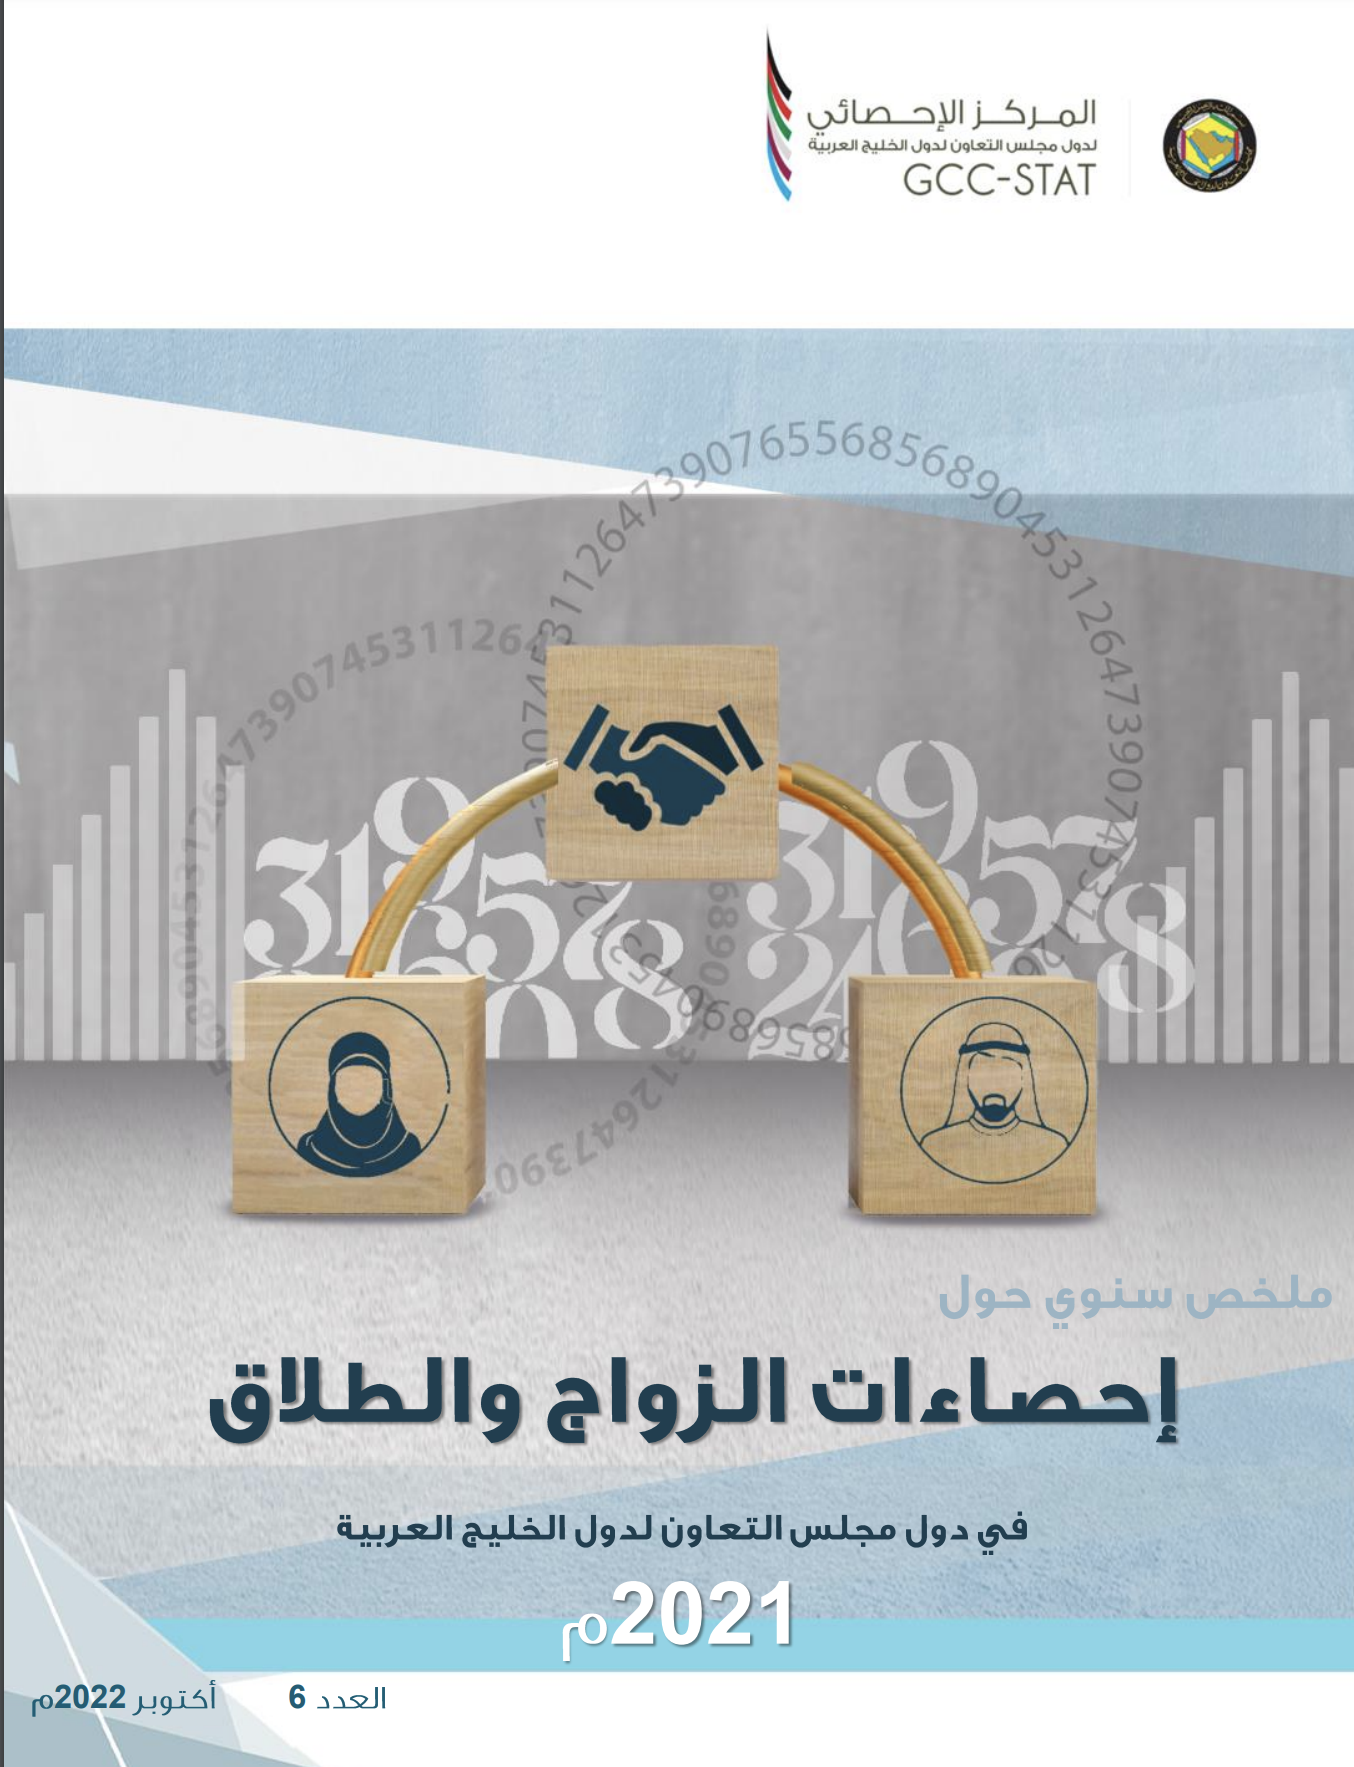 المركز الإحصائي
لدول مجلس التعاون لدول الخليج العربية
GCC-STAT
ملخص سنوي حول
إحصاءات الزواج والطلاق
في دول مجلس التعاون لدول الخليج العربية
2021م
العدد 6
أكتوبر 2022م